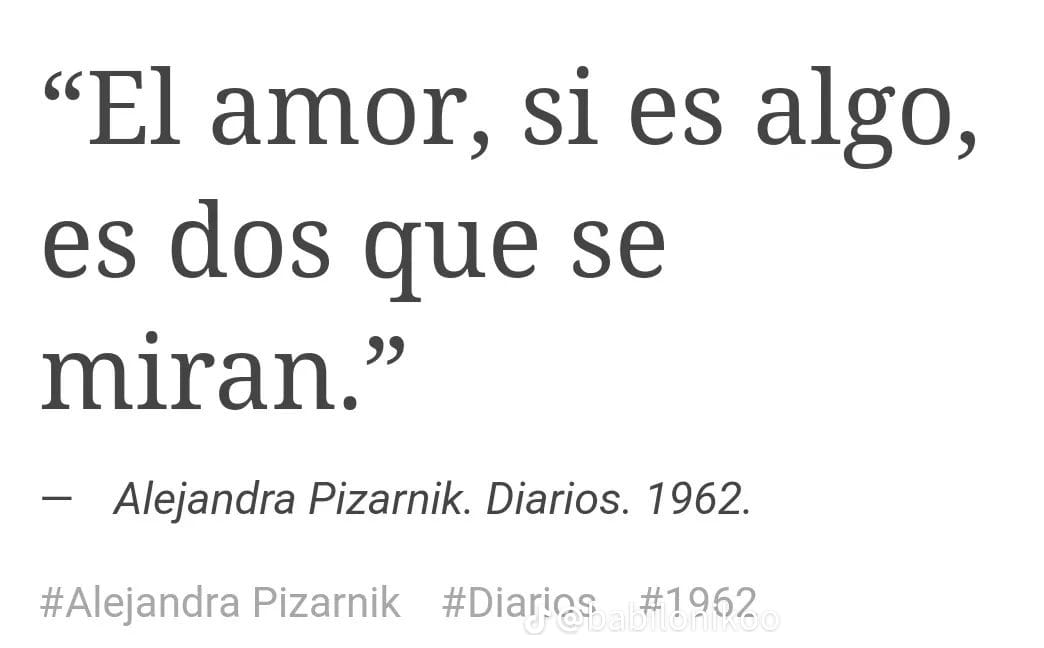 “El amor, si es algo,
es dos que se
miran.”
— Alejandra Pizarnik. Diarios. 1962.
#Alejandra Pizarnik #Diarios #1962
@babilonikoo